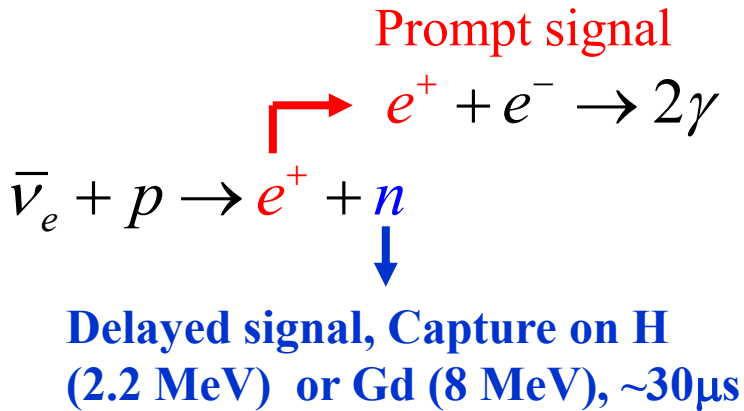 Prompt signal
e⁺ + e⁻ → 2γ
ν̅ₑ + p → e⁺ + n
Delayed signal, Capture on H
(2.2 MeV) or Gd (8 MeV), ~30μs